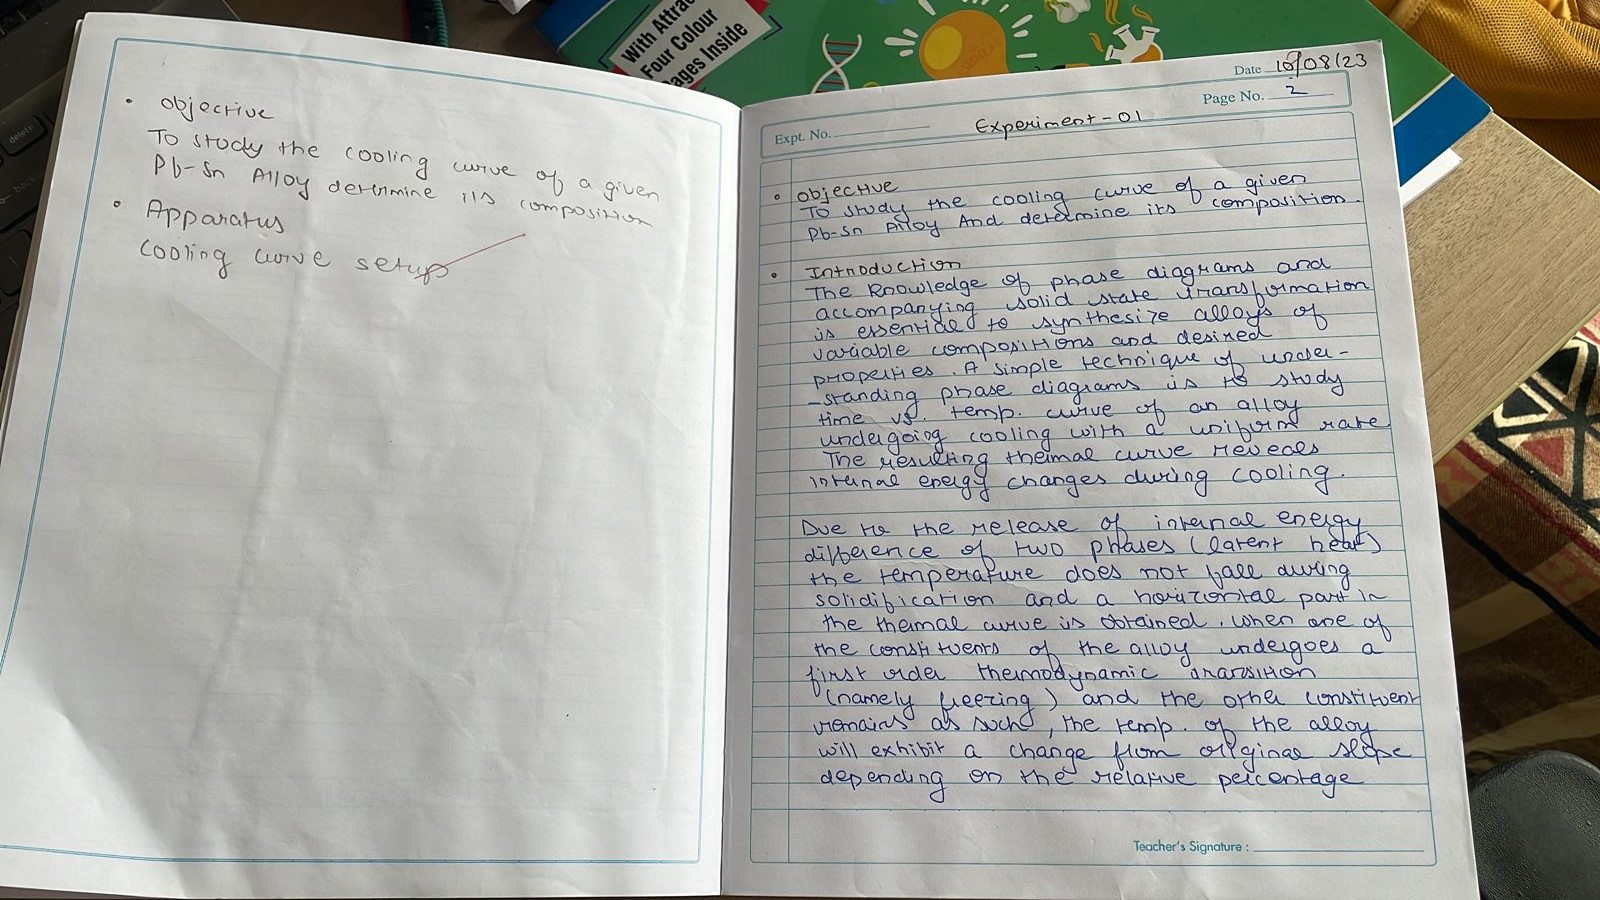 With Attrac
Four Colour
ages Inside
delete
• Objective
To study the cooling curve of a given
Pb-Sn Alloy determine its composition
• Apparatus
Cooling curve setup
Date 10/08/23
Page No. 2
Expt. No.
Experiment - 01
• Objective
To study the cooling curve of a given
Pb-Sn Alloy And determine its composition.
• Introduction
The knowledge of phase diagrams and
accompanying solid state transformation
is essential to synthesize alloys of
variable compositions and desired
properties. A simple technique of under-
-standing phase diagrams is to study
time vs. temp. curve of an alloy
undergoing cooling with a uniform rate.
The resulting thermal curve reveals
internal energy changes during cooling.
Due to the release of internal energy
difference of two phases (latent heat)
the temperature does not fall during
solidification and a horizontal part in
the thermal curve is obtained. When one of
the constituents of the alloy undergoes a
first order thermodynamic transition
(namely freezing) and the other constituent
remains as such, the temp. of the alloy
will exhibit a change from original slope
depending on the relative percentage
Teacher's Signature :